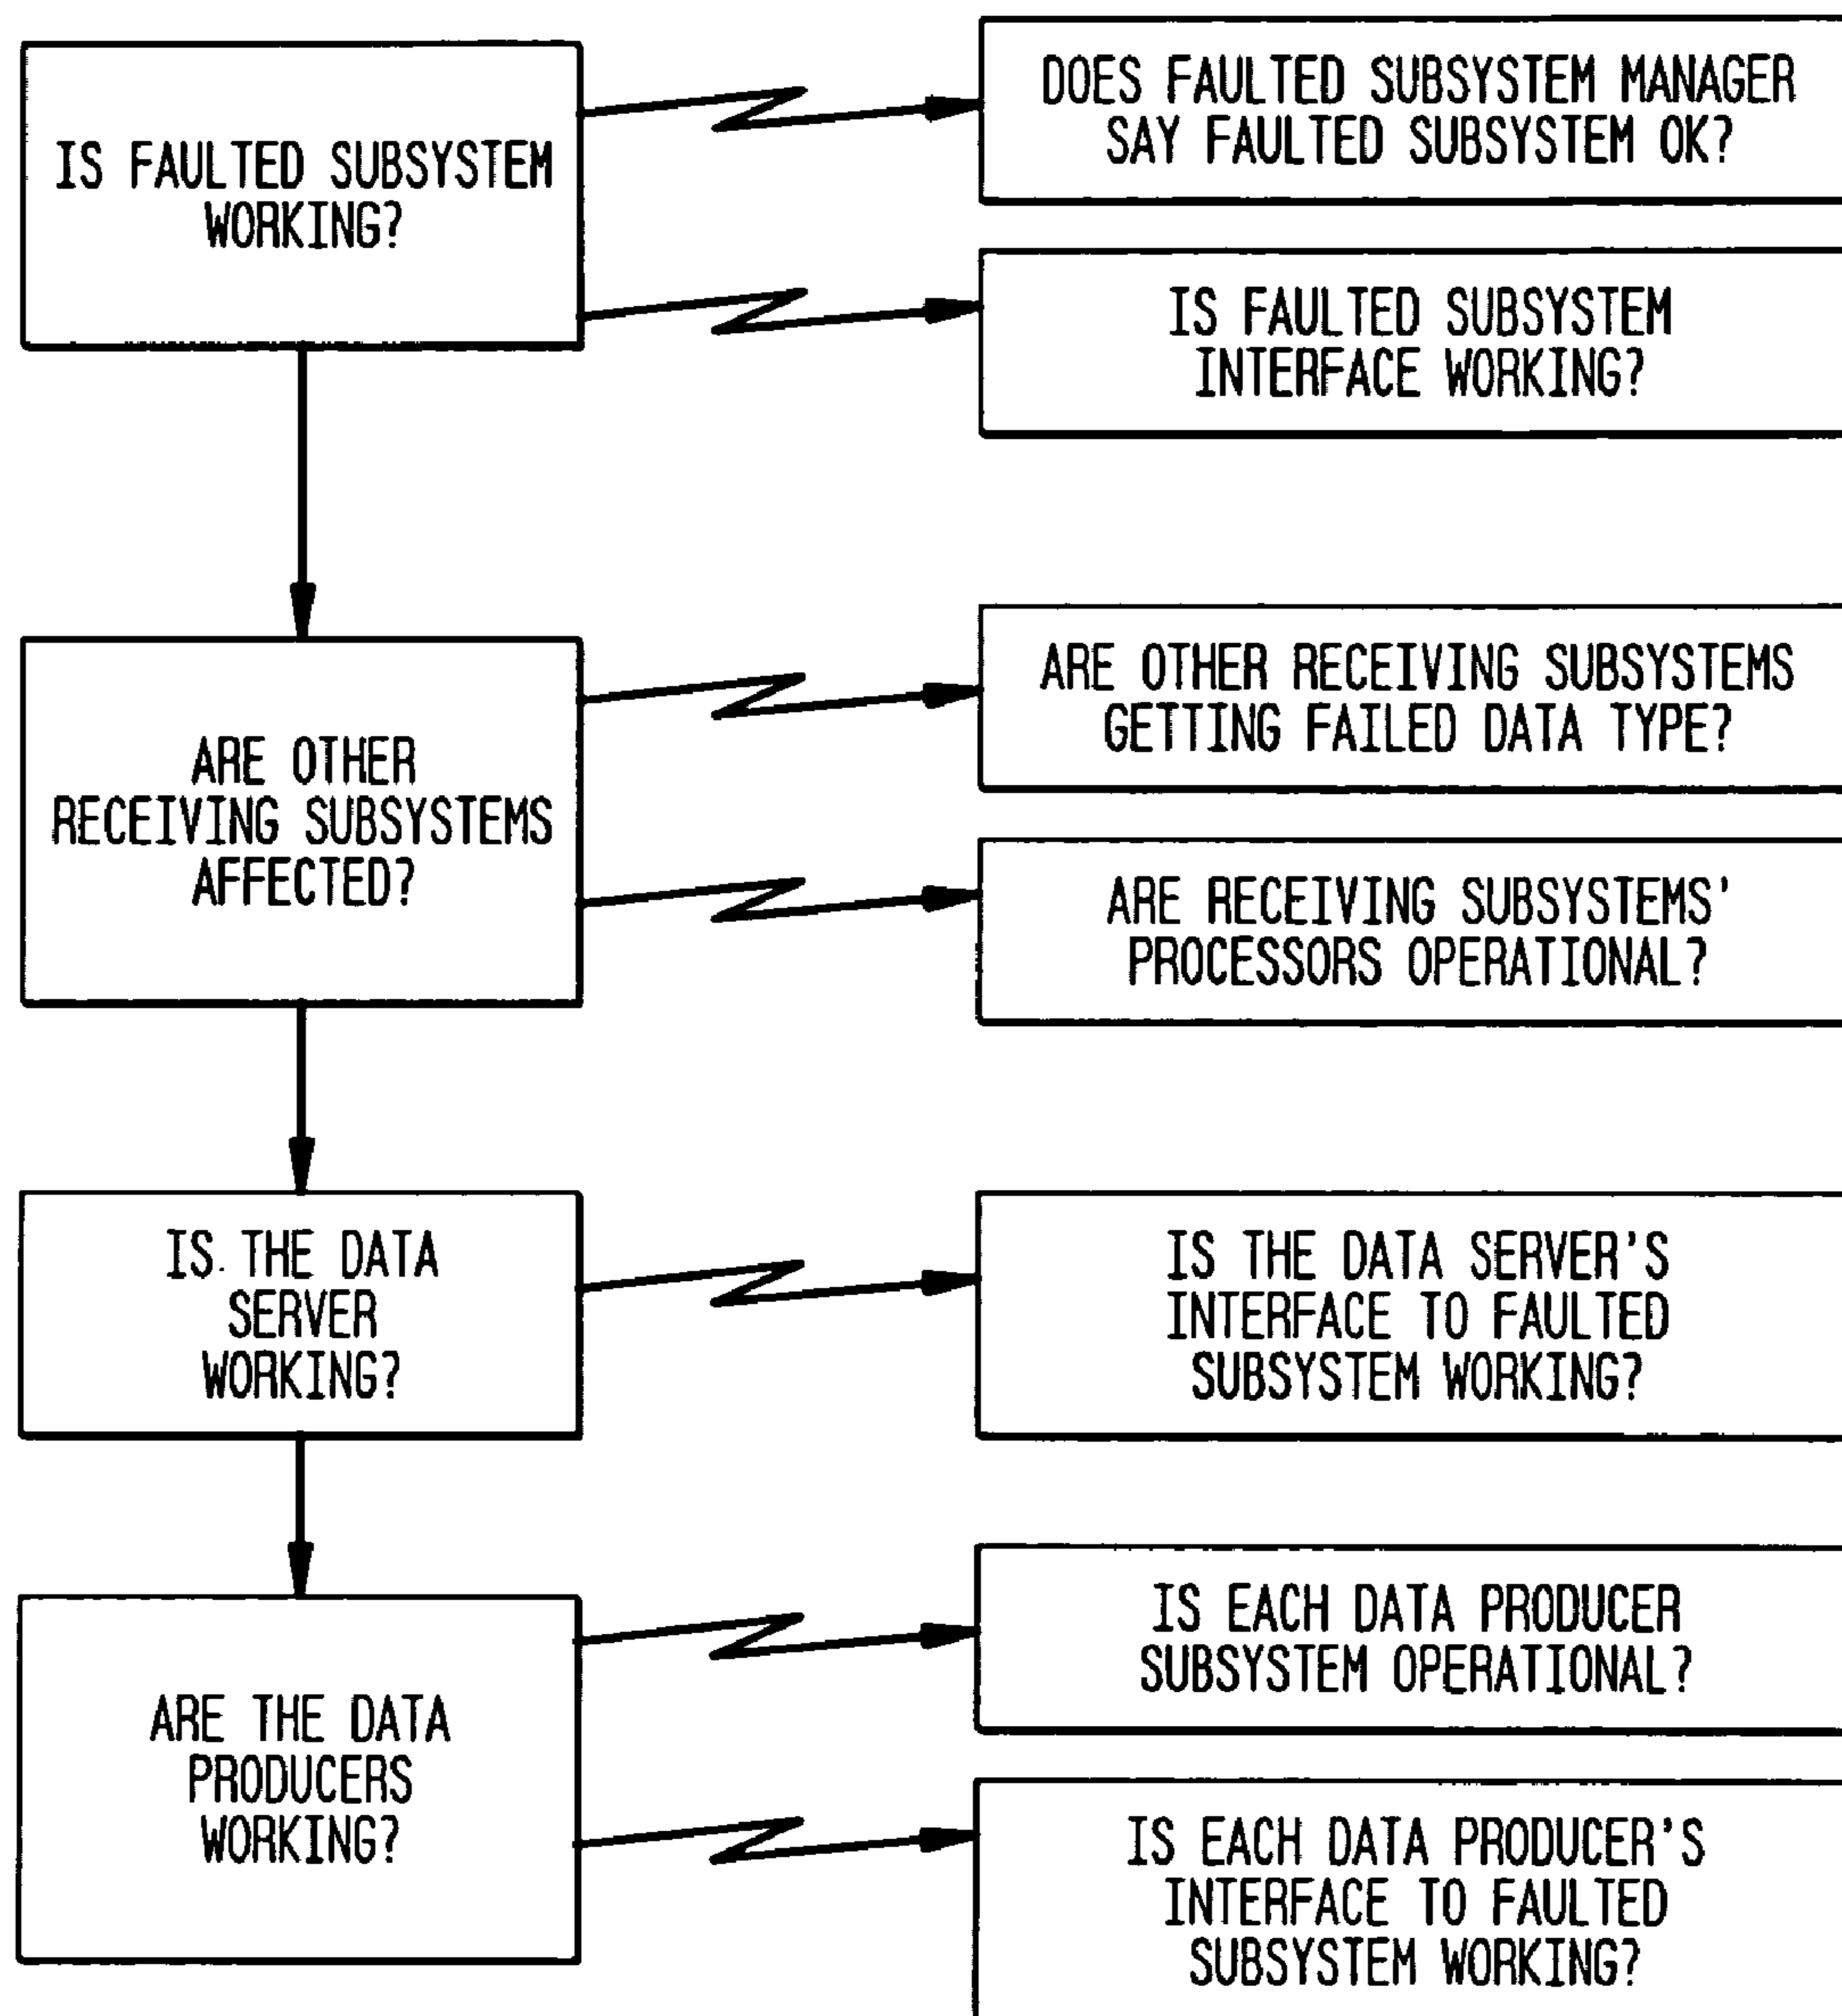 IS FAULTED SUBSYSTEM
WORKING?
DOES FAULTED SUBSYSTEM MANAGER
SAY FAULTED SUBSYSTEM OK?
IS FAULTED SUBSYSTEM
INTERFACE WORKING?
ARE OTHER
RECEIVING SUBSYSTEMS
AFFECTED?
ARE OTHER RECEIVING SUBSYSTEMS
GETTING FAILED DATA TYPE?
ARE RECEIVING SUBSYSTEMS'
PROCESSORS OPERATIONAL?
IS THE DATA
SERVER
WORKING?
IS THE DATA SERVER'S
INTERFACE TO FAULTED
SUBSYSTEM WORKING?
ARE THE DATA
PRODUCERS
WORKING?
IS EACH DATA PRODUCER
SUBSYSTEM OPERATIONAL?
IS EACH DATA PRODUCER'S
INTERFACE TO FAULTED
SUBSYSTEM WORKING?